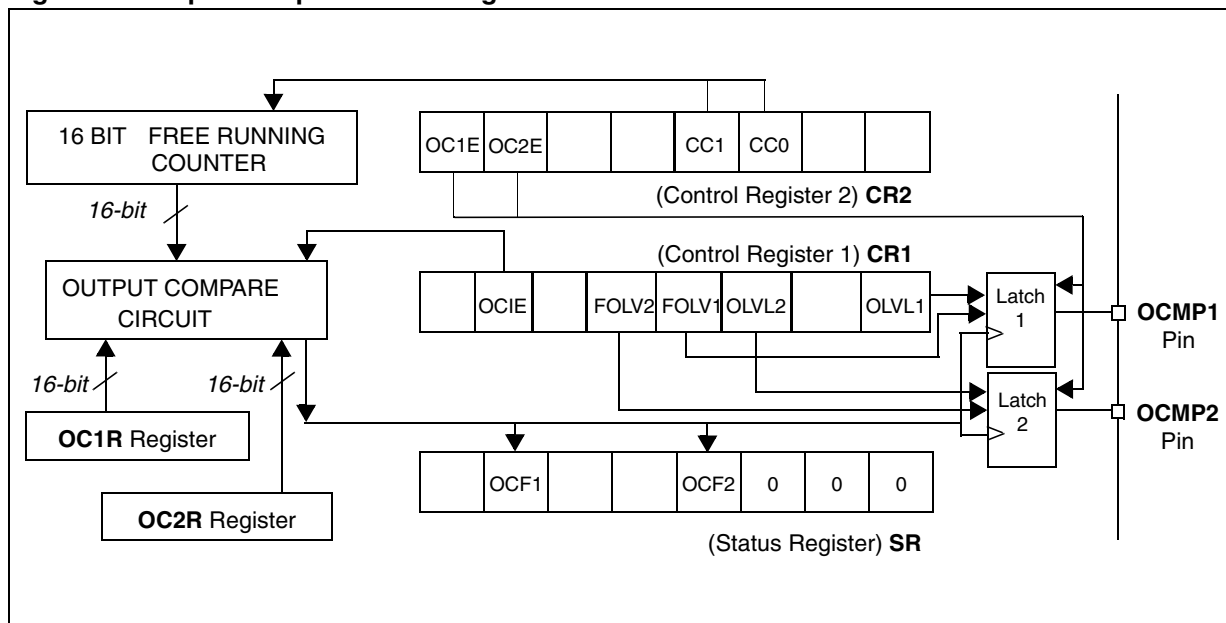 16 BIT FREE RUNNING
COUNTER
OC1E OC2E CC1 CC0
(Control Register 2) CR2
16-bit
(Control Register 1) CR1
OUTPUT COMPARE
CIRCUIT
OCIE FOLV2 FOLV1 OLVL2 OLVL1
Latch
1
OCMP1
Pin
16-bit
16-bit
Latch
2
OCMP2
Pin
OC1R Register
OCF1 OCF2 0 0 0
OC2R Register
(Status Register) SR